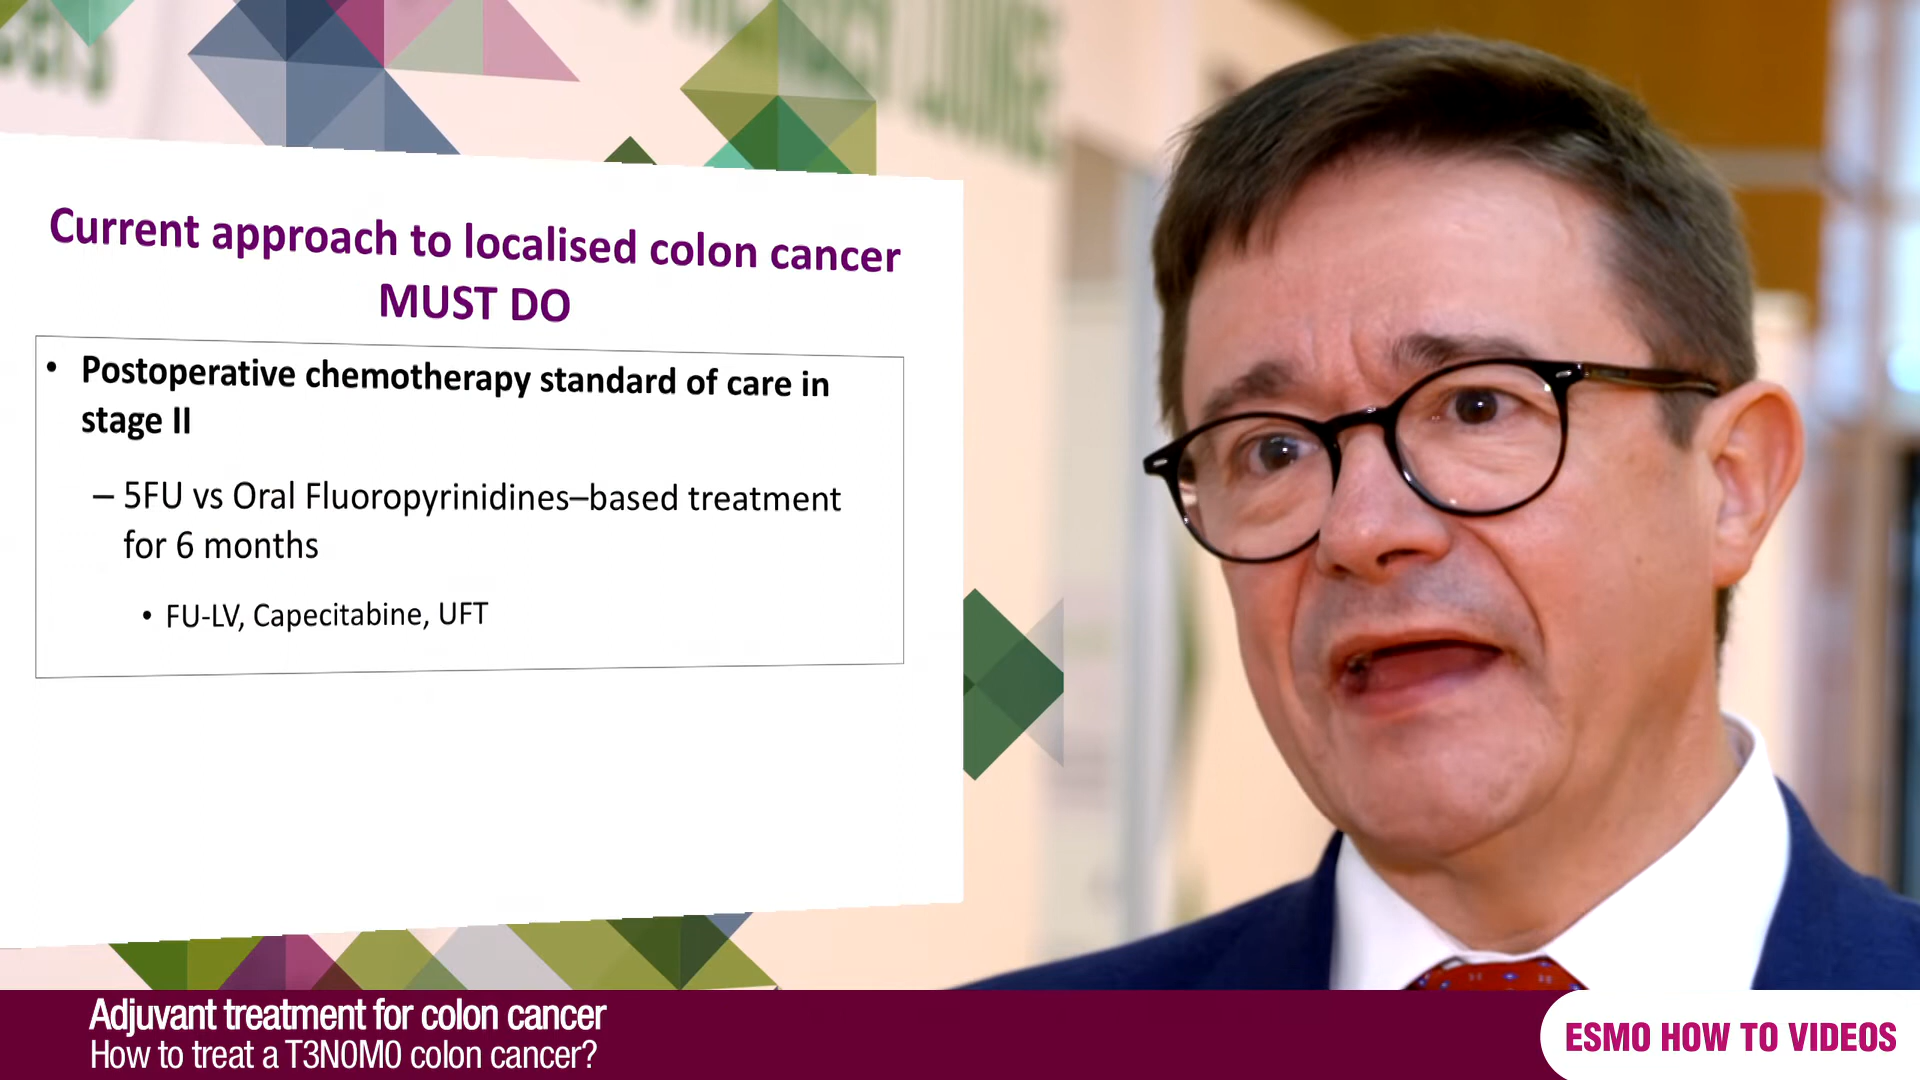 Current approach to localised colon cancer
MUST DO
• Postoperative chemotherapy standard of care in
stage II
– 5FU vs Oral Fluoropyrinidines–based treatment
for 6 months
• FU-LV, Capecitabine, UFT
Adjuvant treatment for colon cancer
How to treat a T3N0M0 colon cancer?
ESMO HOW TO VIDEOS